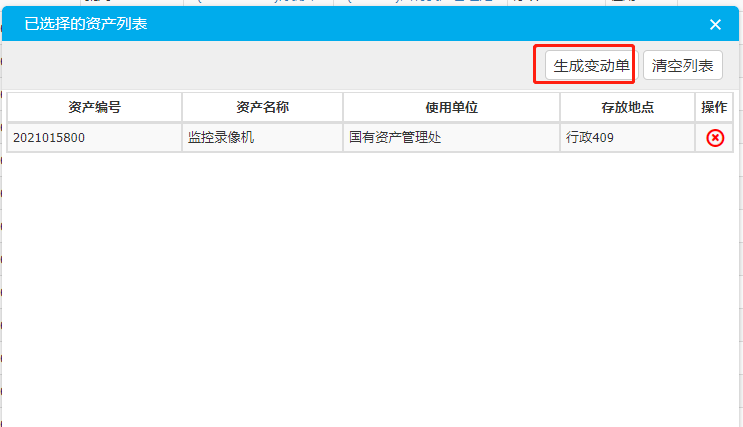 已选择的资产列表
生成变动单 清空列表
资产编号 资产名称 使用单位 存放地点 操作
2021015800 监控录像机 国有资产管理处 行政409